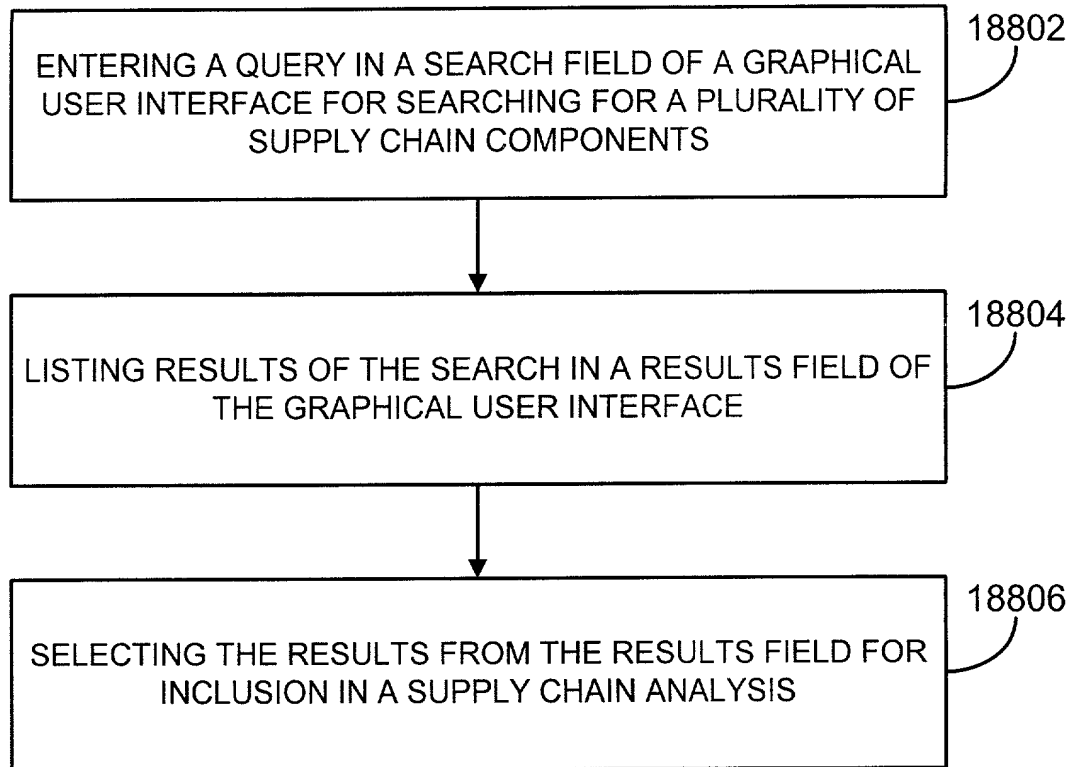 18802
ENTERING A QUERY IN A SEARCH FIELD OF A GRAPHICAL
USER INTERFACE FOR SEARCHING FOR A PLURALITY OF
SUPPLY CHAIN COMPONENTS
18804
LISTING RESULTS OF THE SEARCH IN A RESULTS FIELD OF
THE GRAPHICAL USER INTERFACE
18806
SELECTING THE RESULTS FROM THE RESULTS FIELD FOR
INCLUSION IN A SUPPLY CHAIN ANALYSIS